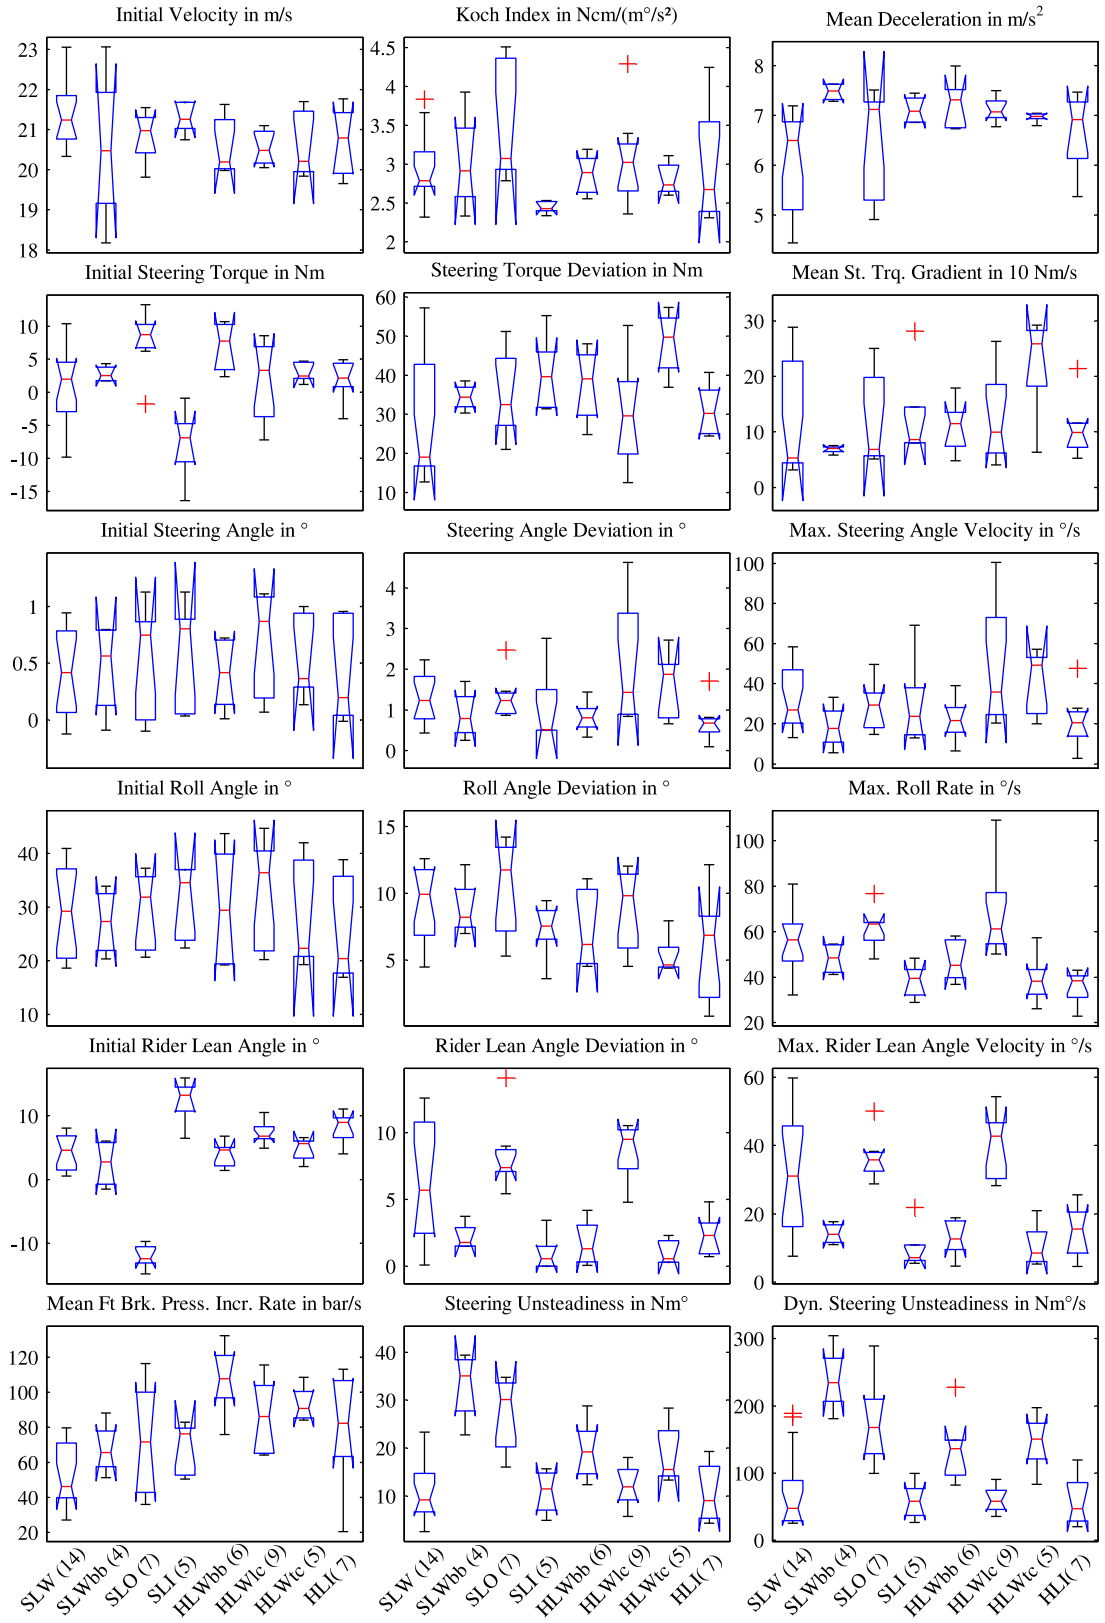 Initial Velocity in m/s
23
22
21
20
19
18
Koch Index in Ncm/(m°/s²)
4.5
4
3.5
3
2.5
2
Mean Deceleration in m/s²
8
7
6
5
Initial Steering Torque in Nm
10
5
0
-5
-10
-15
Steering Torque Deviation in Nm
60
50
40
30
20
10
Mean St. Trq. Gradient in 10 Nm/s
30
20
10
0
Initial Steering Angle in °
1
0.5
0
Steering Angle Deviation in °
4
3
2
1
0
Max. Steering Angle Velocity in °/s
100
80
60
40
20
0
Initial Roll Angle in °
40
30
20
10
Roll Angle Deviation in °
15
10
5
Max. Roll Rate in °/s
100
80
60
40
20
Initial Rider Lean Angle in °
10
0
-10
Rider Lean Angle Deviation in °
10
5
0
Max. Rider Lean Angle Velocity in °/s
60
40
20
0
Mean Ft Brk. Press. Incr. Rate in bar/s
120
100
80
60
40
20
Steering Unsteadiness in Nm°
40
30
20
10
Dyn. Steering Unsteadiness in Nm°/s
300
200
100
0
SLW (14)
SLWbb (4)
SLO (7)
SLI (5)
HLWbb (6)
HLWlc (9)
HLWtc (5)
HLI( 7)
SLW (14)
SLWbb (4)
SLO (7)
SLI (5)
HLWbb (6)
HLWlc (9)
HLWtc (5)
HLI( 7)
SLW (14)
SLWbb (4)
SLO (7)
SLI (5)
HLWbb (6)
HLWlc (9)
HLWtc (5)
HLI( 7)